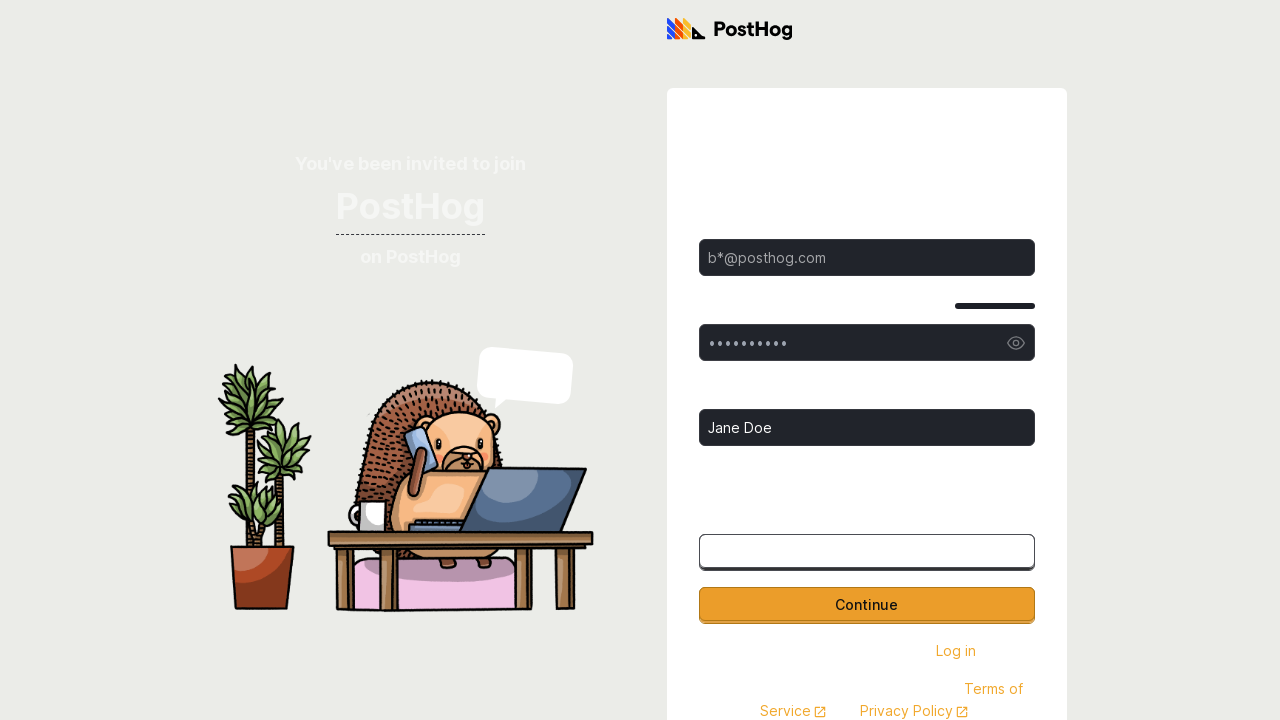 PostHog
You've been invited to join
PostHog
on PostHog
b*@posthog.com
••••••••••
Jane Doe
Continue
Log in
Terms of
Service
Privacy Policy